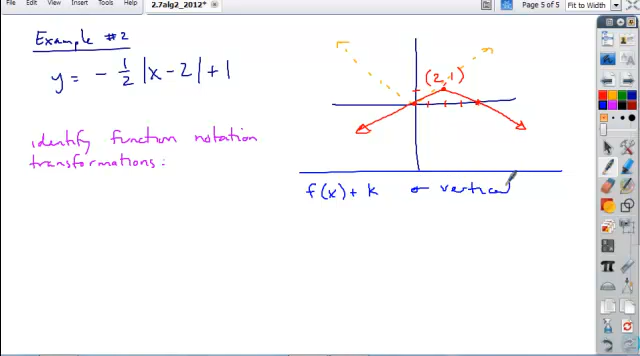 File Edit View Insert Tools Help
2.7alg2_2012*
Page 5 of 5
Fit to Width
Example #2
y = - 1/2 |x - 2| + 1
(2,1)
Identify function notation
transformations:
f(x) + k ← vertical